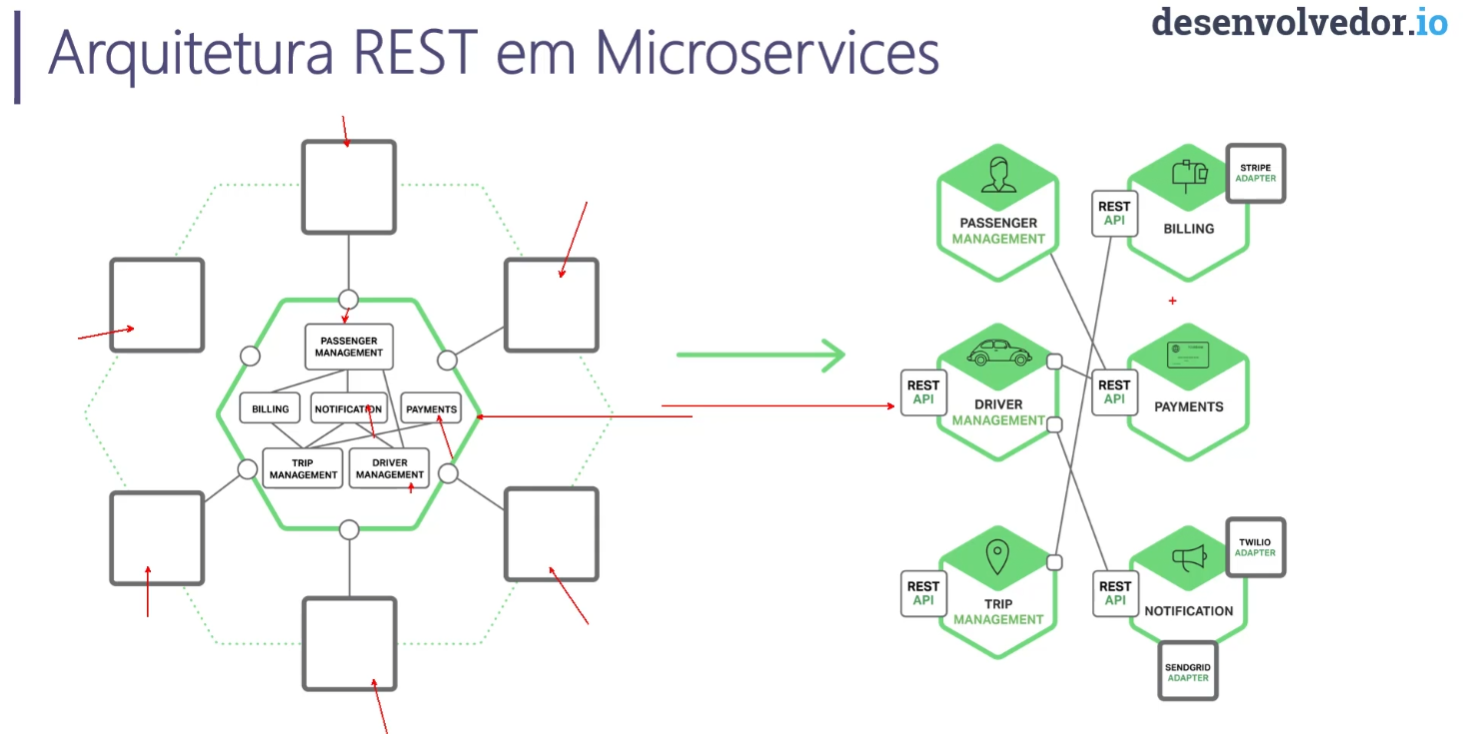 Arquitetura REST em Microservices
desenvolvedor.io
PASSENGER
MANAGEMENT
BILLING
NOTIFICATION
PAYMENTS
TRIP
MANAGEMENT
DRIVER
MANAGEMENT
PASSENGER
MANAGEMENT
REST
API
BILLING
STRIPE
ADAPTER
REST
API
DRIVER
MANAGEMENT
REST
API
PAYMENTS
REST
API
TRIP
MANAGEMENT
REST
API
NOTIFICATION
TWILIO
ADAPTER
SENDGRID
ADAPTER